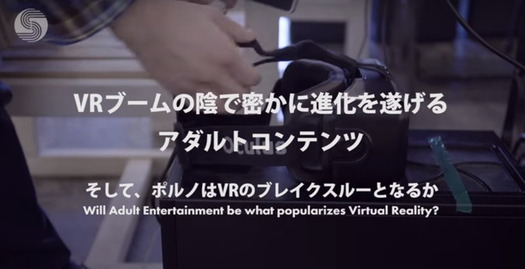 VRブームの陰で密かに進化を遂げる
アダルトコンテンツ
oculus
そして、ポルノはVRのブレイクスルーとなるか
Will Adult Entertainment be what popularizes Virtual Reality?